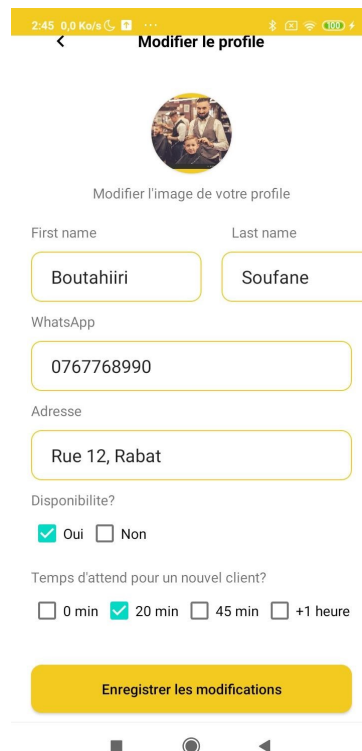 2:45 0,0 Ko/s ...
100
Modifier le profile
Modifier l'image de votre profile
First name Last name
Boutahiiri Soufane
WhatsApp
0767768990
Adresse
Rue 12, Rabat
Disponibilite?
Oui Non
Temps d'attend pour un nouvel client?
0 min 20 min 45 min +1 heure
Enregistrer les modifications